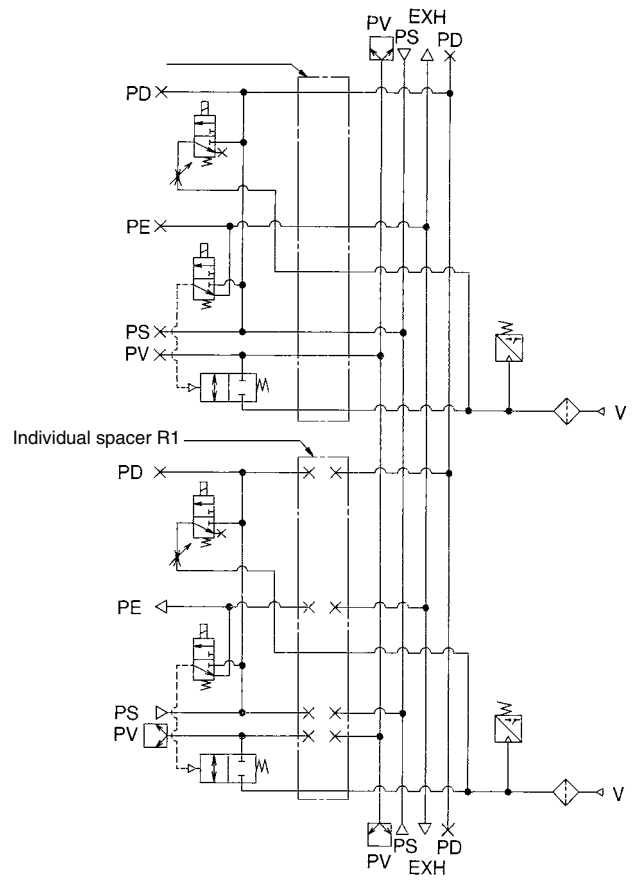 EXH
PV
PS
PD
PD
PE
PS
PV
V
Individual spacer R1
PD
PE
PS
PV
V
PS
PD
PV
EXH